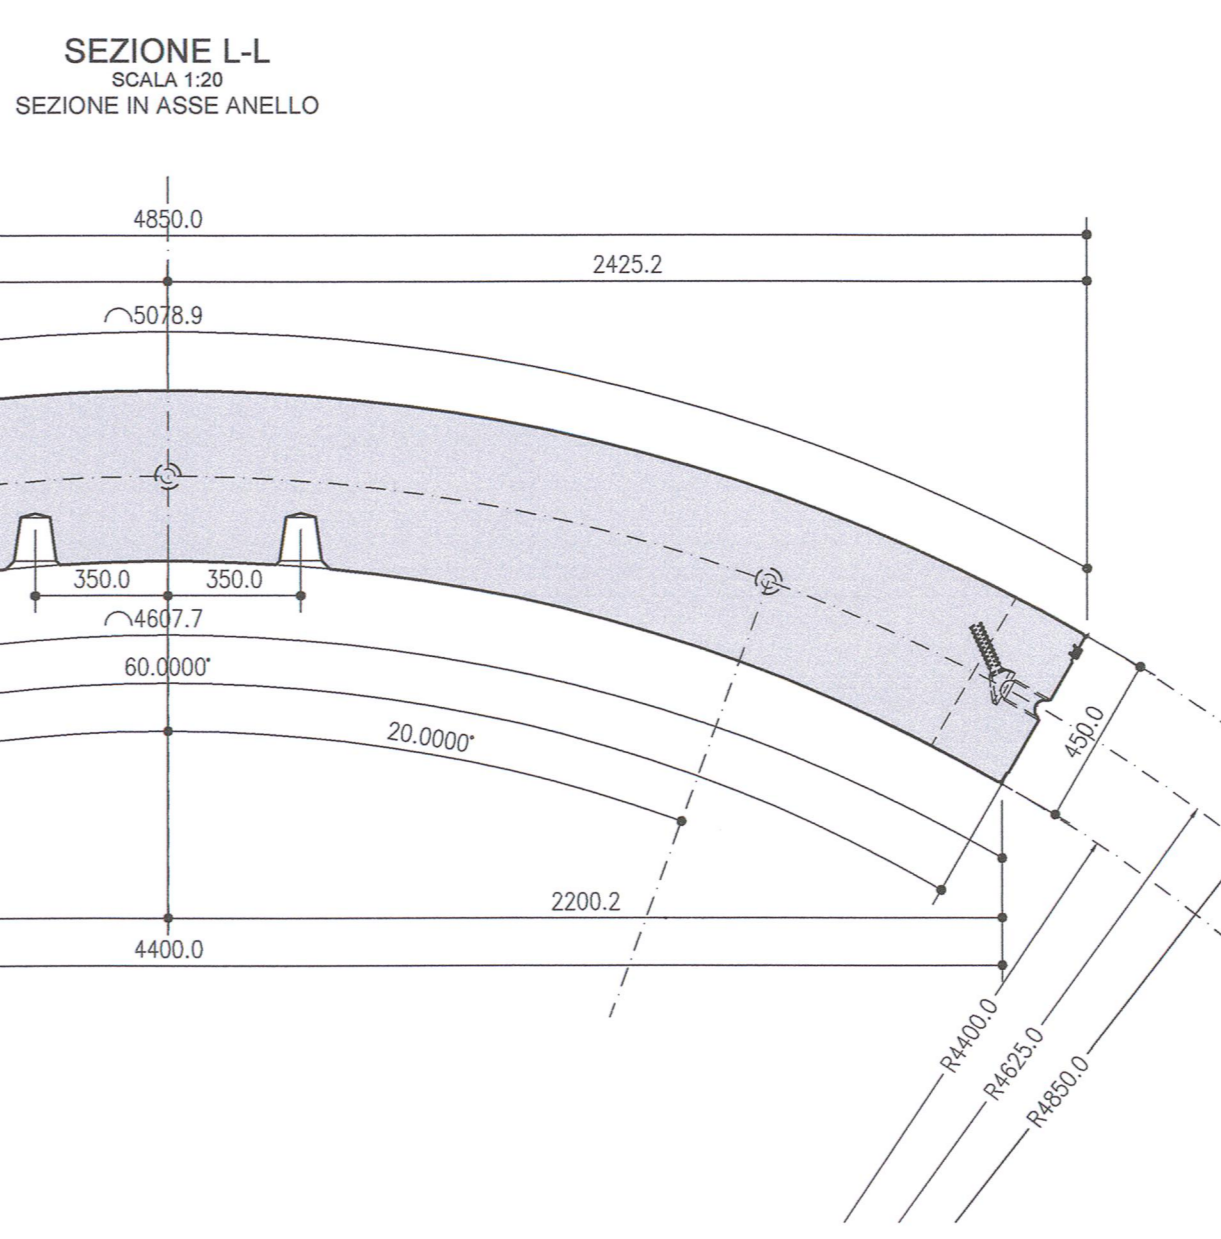 SEZIONE L-L
SCALA 1:20
SEZIONE IN ASSE ANELLO
4850.0
2425.2
⌒5078.9
350.0
350.0
⌒4607.7
60.0000°
20.0000°
450.0
2200.2
4400.0
R4400.0
R4625.0
R4850.0